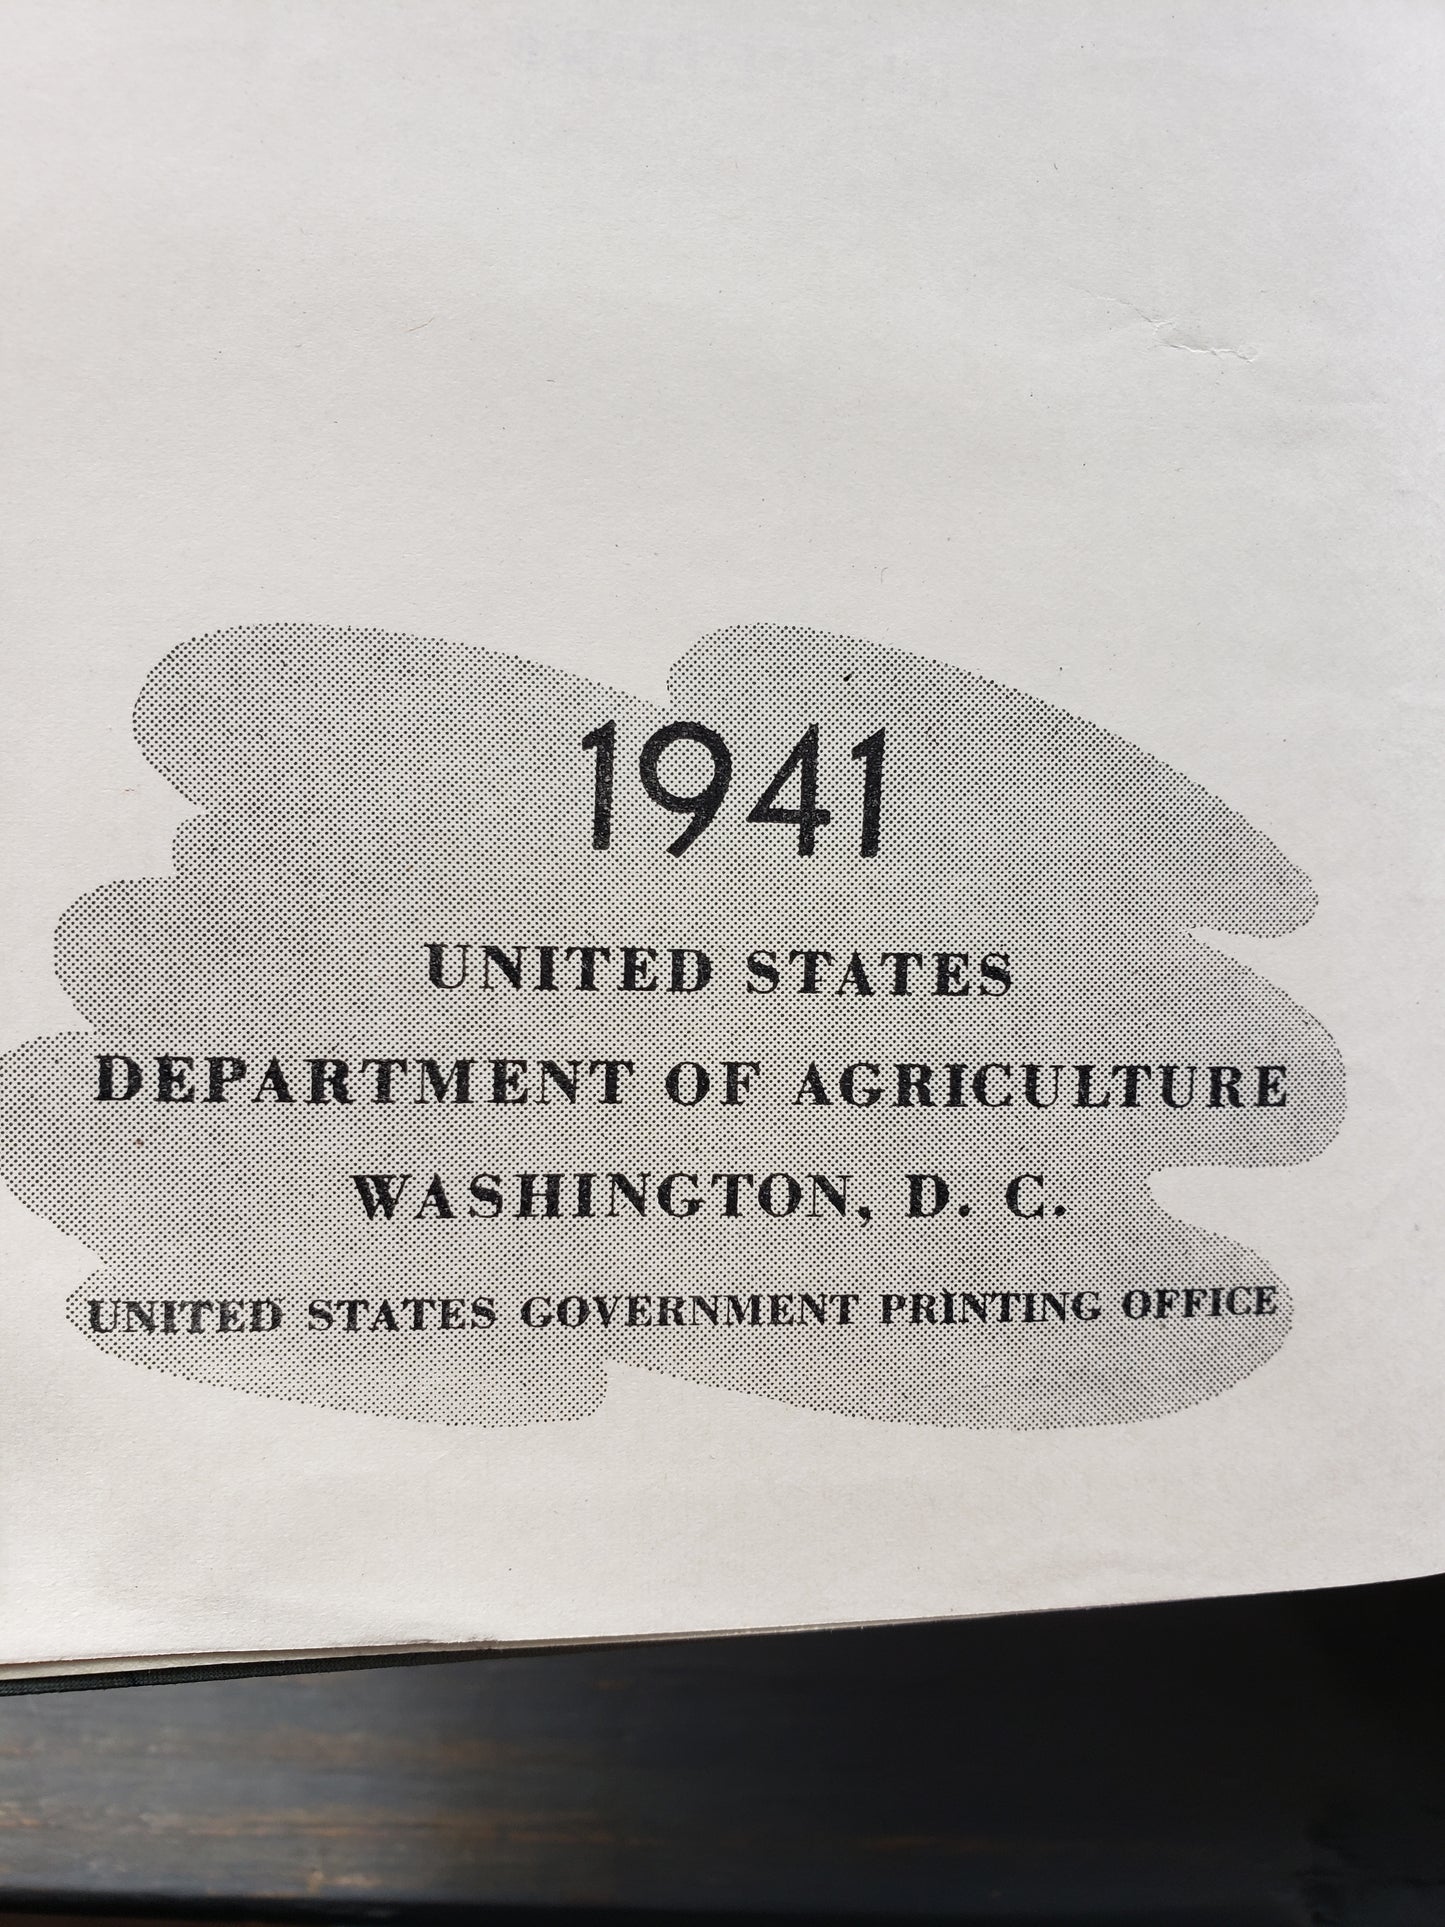 1941
UNITED STATES
DEPARTMENT OF AGRICULTURE
WASHINGTON, D. C.
UNITED STATES GOVERNMENT PRINTING OFFICE